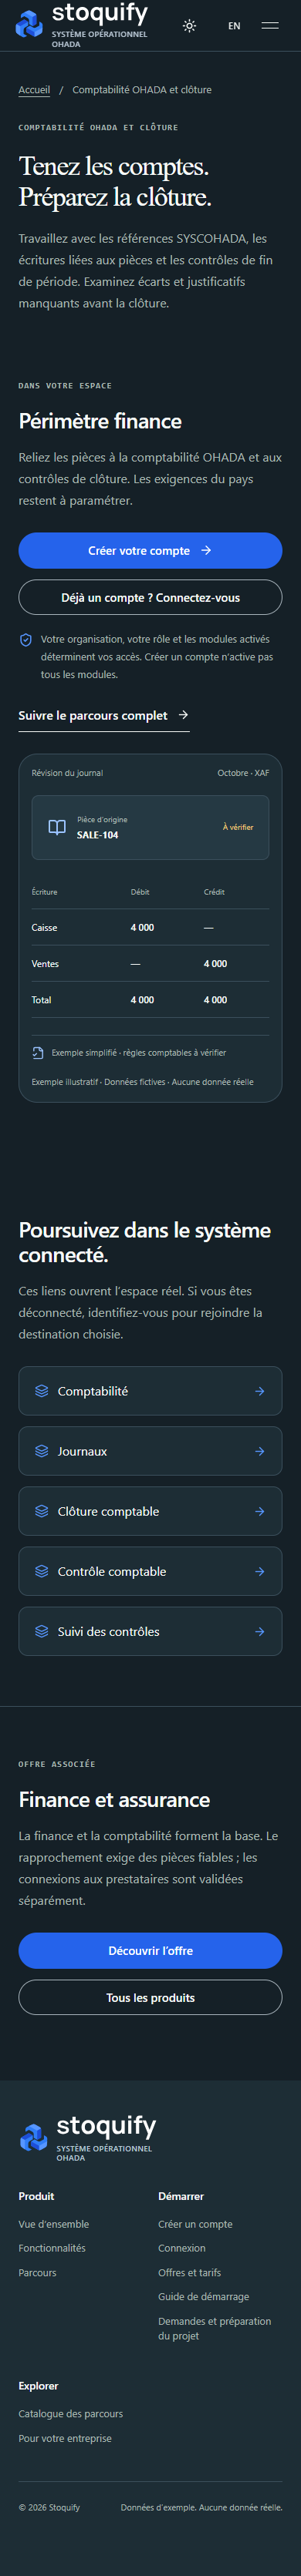 stoquify
SYSTÈME OPÉRATIONNEL
OHADA
EN
Accueil / Comptabilité OHADA et clôture
COMPTABILITÉ OHADA ET CLÔTURE
Tenez les comptes.
Préparez la clôture.
Travaillez avec les références SYSCOHADA, les
écritures liées aux pièces et les contrôles de fin
de période. Examinez écarts et justificatifs
manquants avant la clôture.
DANS VOTRE ESPACE
Périmètre finance
Reliez les pièces à la comptabilité OHADA et aux
contrôles de clôture. Les exigences du pays
restent à paramétrer.
Créer votre compte
Déjà un compte ? Connectez-vous
Votre organisation, votre rôle et les modules activés
déterminent vos accès. Créer un compte n'active pas
tous les modules.
Suivre le parcours complet
Révision du journal Octobre · XAF
Pièce d'origine
SALE-104
À vérifier
Écriture Débit Crédit
Caisse 4 000 —
Ventes — 4 000
Total 4 000 4 000
Exemple simplifié · règles comptables à vérifier
Exemple illustratif · Données fictives · Aucune donnée réelle
Poursuivez dans le système
connecté.
Ces liens ouvrent l'espace réel. Si vous êtes
déconnecté, identifiez-vous pour rejoindre la
destination choisie.
Comptabilité
Journaux
Clôture comptable
Contrôle comptable
Suivi des contrôles
OFFRE ASSOCIÉE
Finance et assurance
La finance et la comptabilité forment la base. Le
rapprochement exige des pièces fiables ; les
connexions aux prestataires sont validées
séparément.
Découvrir l'offre
Tous les produits
stoquify
SYSTÈME OPÉRATIONNEL
OHADA
Produit
Vue d'ensemble
Fonctionnalités
Parcours
Démarrer
Créer un compte
Connexion
Offres et tarifs
Guide de démarrage
Demandes et préparation
du projet
Explorer
Catalogue des parcours
Pour votre entreprise
© 2026 Stoquify Données d'exemple. Aucune donnée réelle.